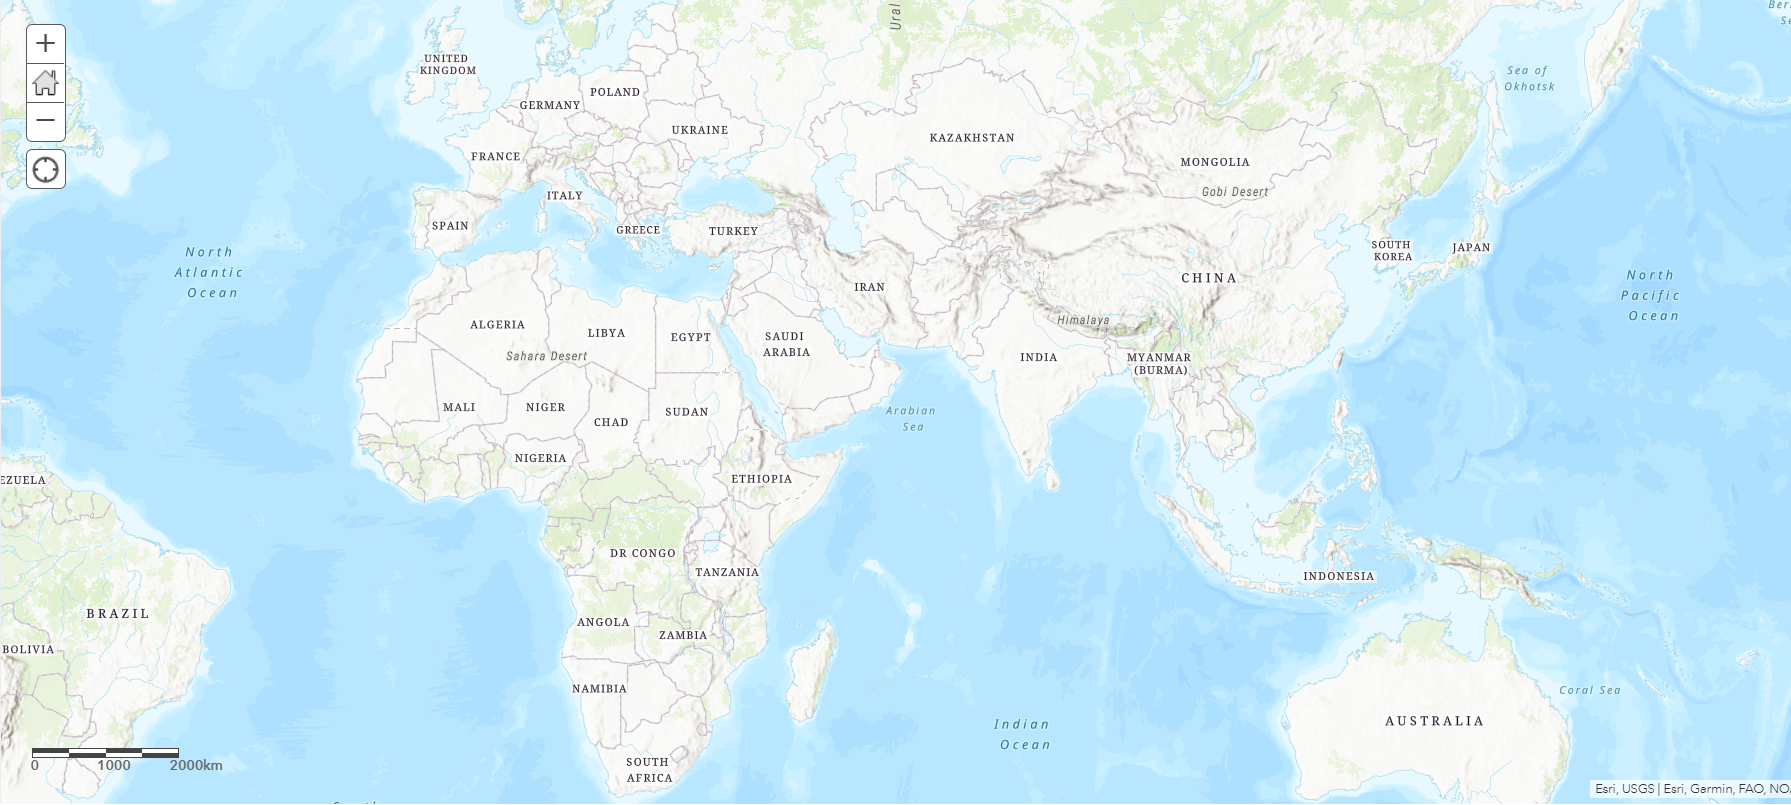 Ural
UNITED
KINGDOM
POLAND
GERMANY
UKRAINE
FRANCE
KAZAKHSTAN
MONGOLIA
Gobi Desert
Sea of
Okhotsk
ITALY
SPAIN
GREECE
TURKEY
SOUTH
KOREA
JAPAN
North
Atlantic
Ocean
IRAN
CHINA
North
Pacific
Ocean
ALGERIA
LIBYA
EGYPT
SAUDI
ARABIA
Himalaya
Sahara Desert
INDIA
MYANMAR
(BURMA)
MALI
NIGER
CHAD
SUDAN
Arabian
Sea
NIGERIA
EZUELA
ETHIOPIA
DR CONGO
TANZANIA
INDONESIA
BRAZIL
ANGOLA
ZAMBIA
BOLIVIA
NAMIBIA
Coral Sea
Indian
Ocean
AUSTRALIA
SOUTH
AFRICA
0 1000 2000km
Esri, USGS | Esri, Garmin, FAO, NO